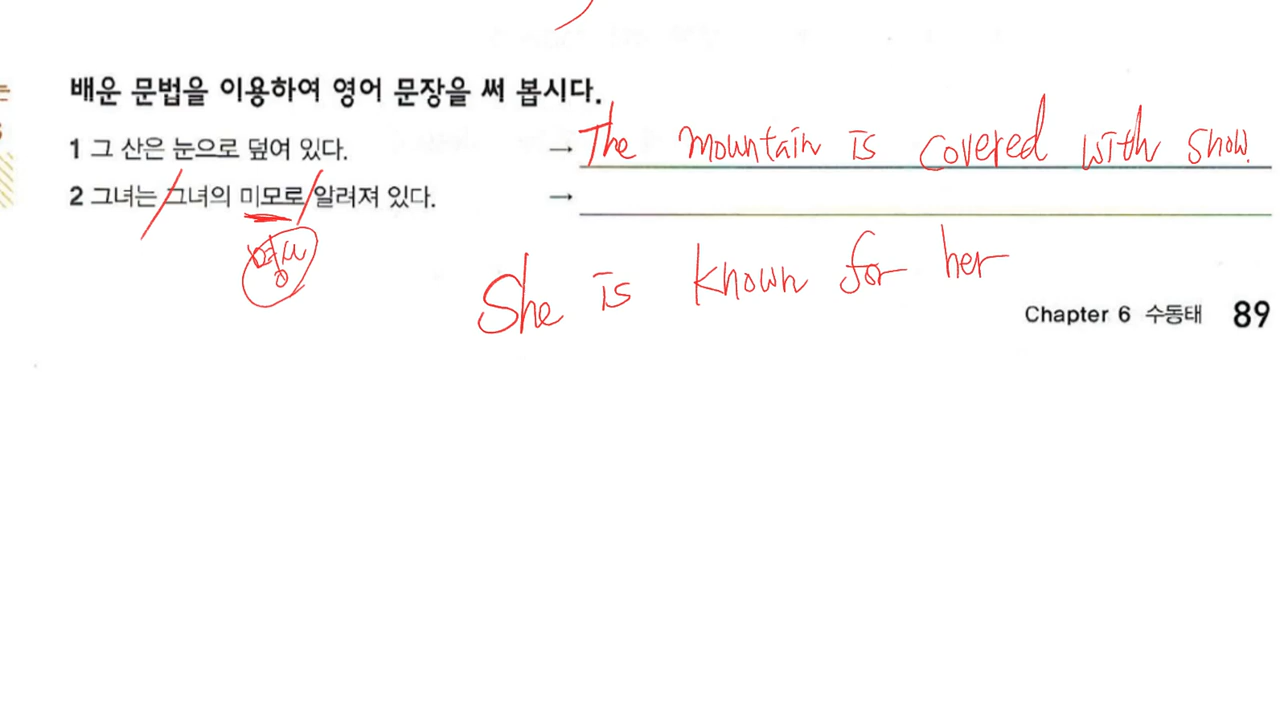 배운 문법을 이용하여 영어 문장을 써 봅시다.
1 그 산은 눈으로 덮여 있다. → The mountain is covered with snow.
2 그녀는 / 그녀의 미모로 / 알려져 있다. →
She is known for her
Chapter 6 수동태 89